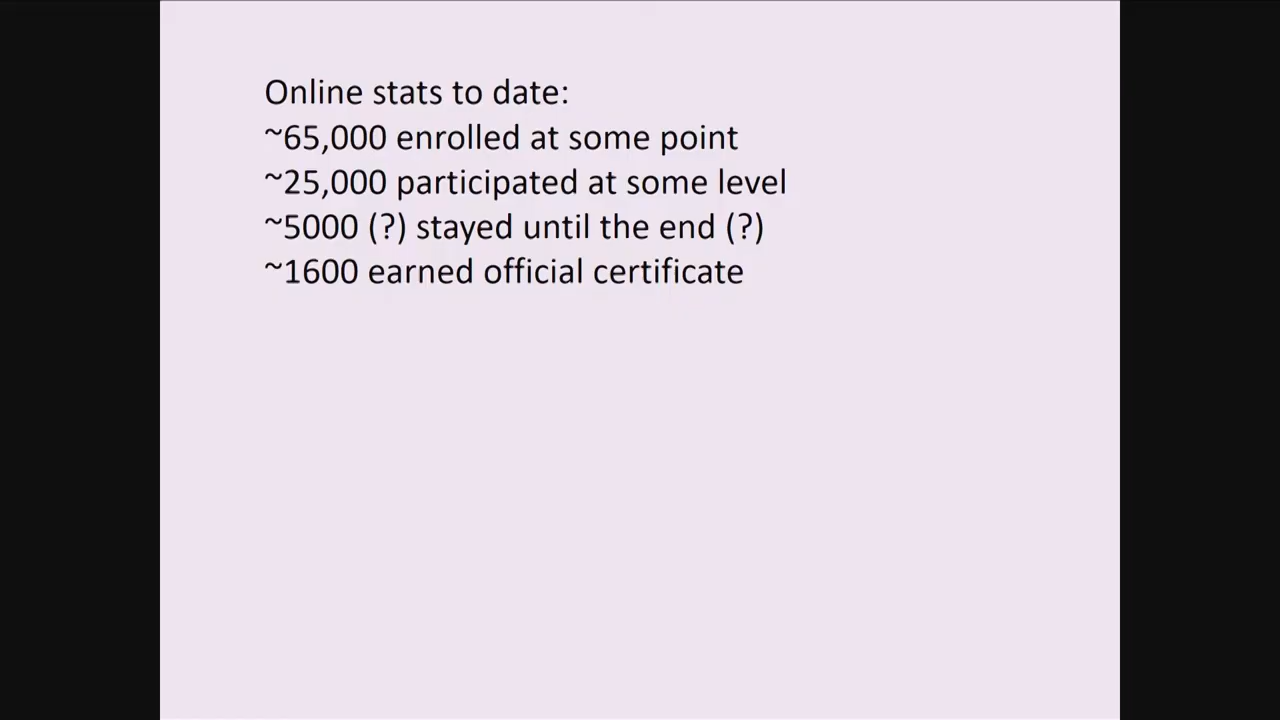 Online stats to date:
~65,000 enrolled at some point
~25,000 participated at some level
~5000 (?) stayed until the end (?)
~1600 earned official certificate